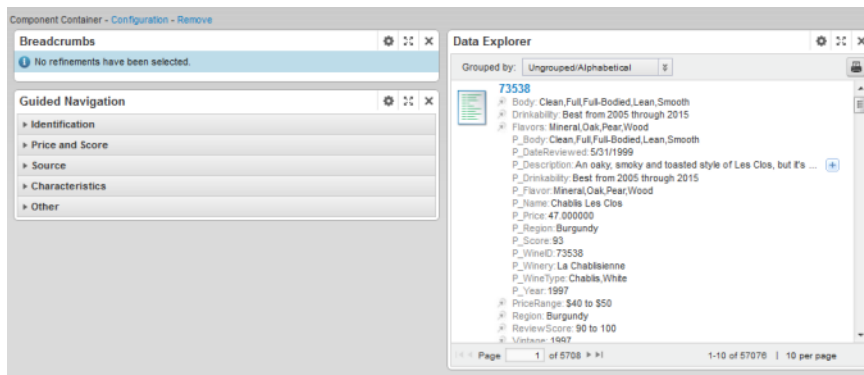 Component Container - Configuration - Remove
Breadcrumbs
No refinements have been selected.
Guided Navigation
Identification
Price and Score
Source
Characteristics
Other
Data Explorer
Grouped by: Ungrouped/Alphabetical
73538
Body: Clean,Full,Full-Bodied,Lean,Smooth
Drinkability: Best from 2005 through 2015
Flavors: Mineral,Oak,Pear,Wood
P_Body: Clean,Full,Full-Bodied,Lean,Smooth
P_DateReviewed: 5/31/1999
P_Description: An oaky, smoky and toasted style of Les Clos, but it's ...
P_Drinkability: Best from 2005 through 2015
P_Flavor: Mineral,Oak,Pear,Wood
P_Name: Chablis Les Clos
P_Price: 47.000000
P_Region: Burgundy
P_Score: 93
P_WineID: 73538
P_Winery: La Chablisienne
P_WineType: Chablis,White
P_Year: 1997
PriceRange: $40 to $50
Region: Burgundy
ReviewScore: 90 to 100
Vintage: 1997
Page 1 of 5708 1-10 of 57076 | 10 per page